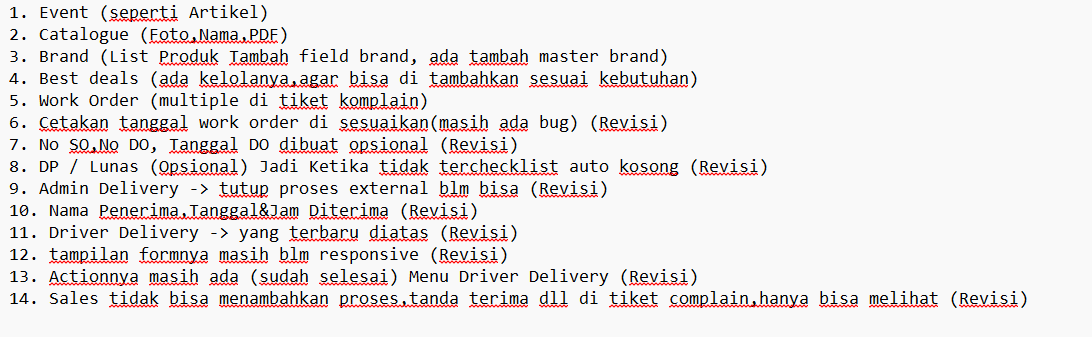 1. Event (seperti Artikel)
2. Catalogue (Foto,Nama,PDF)
3. Brand (List Produk Tambah field brand, ada tambah master brand)
4. Best deals (ada kelolanya,agar bisa di tambahkan sesuai kebutuhan)
5. Work Order (multiple di tiket komplain)
6. Cetakan tanggal work order di sesuaikan(masih ada bug) (Revisi)
7. No SO,No DO, Tanggal DO dibuat opsional (Revisi)
8. DP / Lunas (Opsional) Jadi Ketika tidak terchecklist auto kosong (Revisi)
9. Admin Delivery -> tutup proses external blm bisa (Revisi)
10. Nama Penerima,Tanggal&Jam Diterima (Revisi)
11. Driver Delivery -> yang terbaru diatas (Revisi)
12. tampilan formnya masih blm responsive (Revisi)
13. Actionnya masih ada (sudah selesai) Menu Driver Delivery (Revisi)
14. Sales tidak bisa menambahkan proses,tanda terima dll di tiket complain,hanya bisa melihat (Revisi)